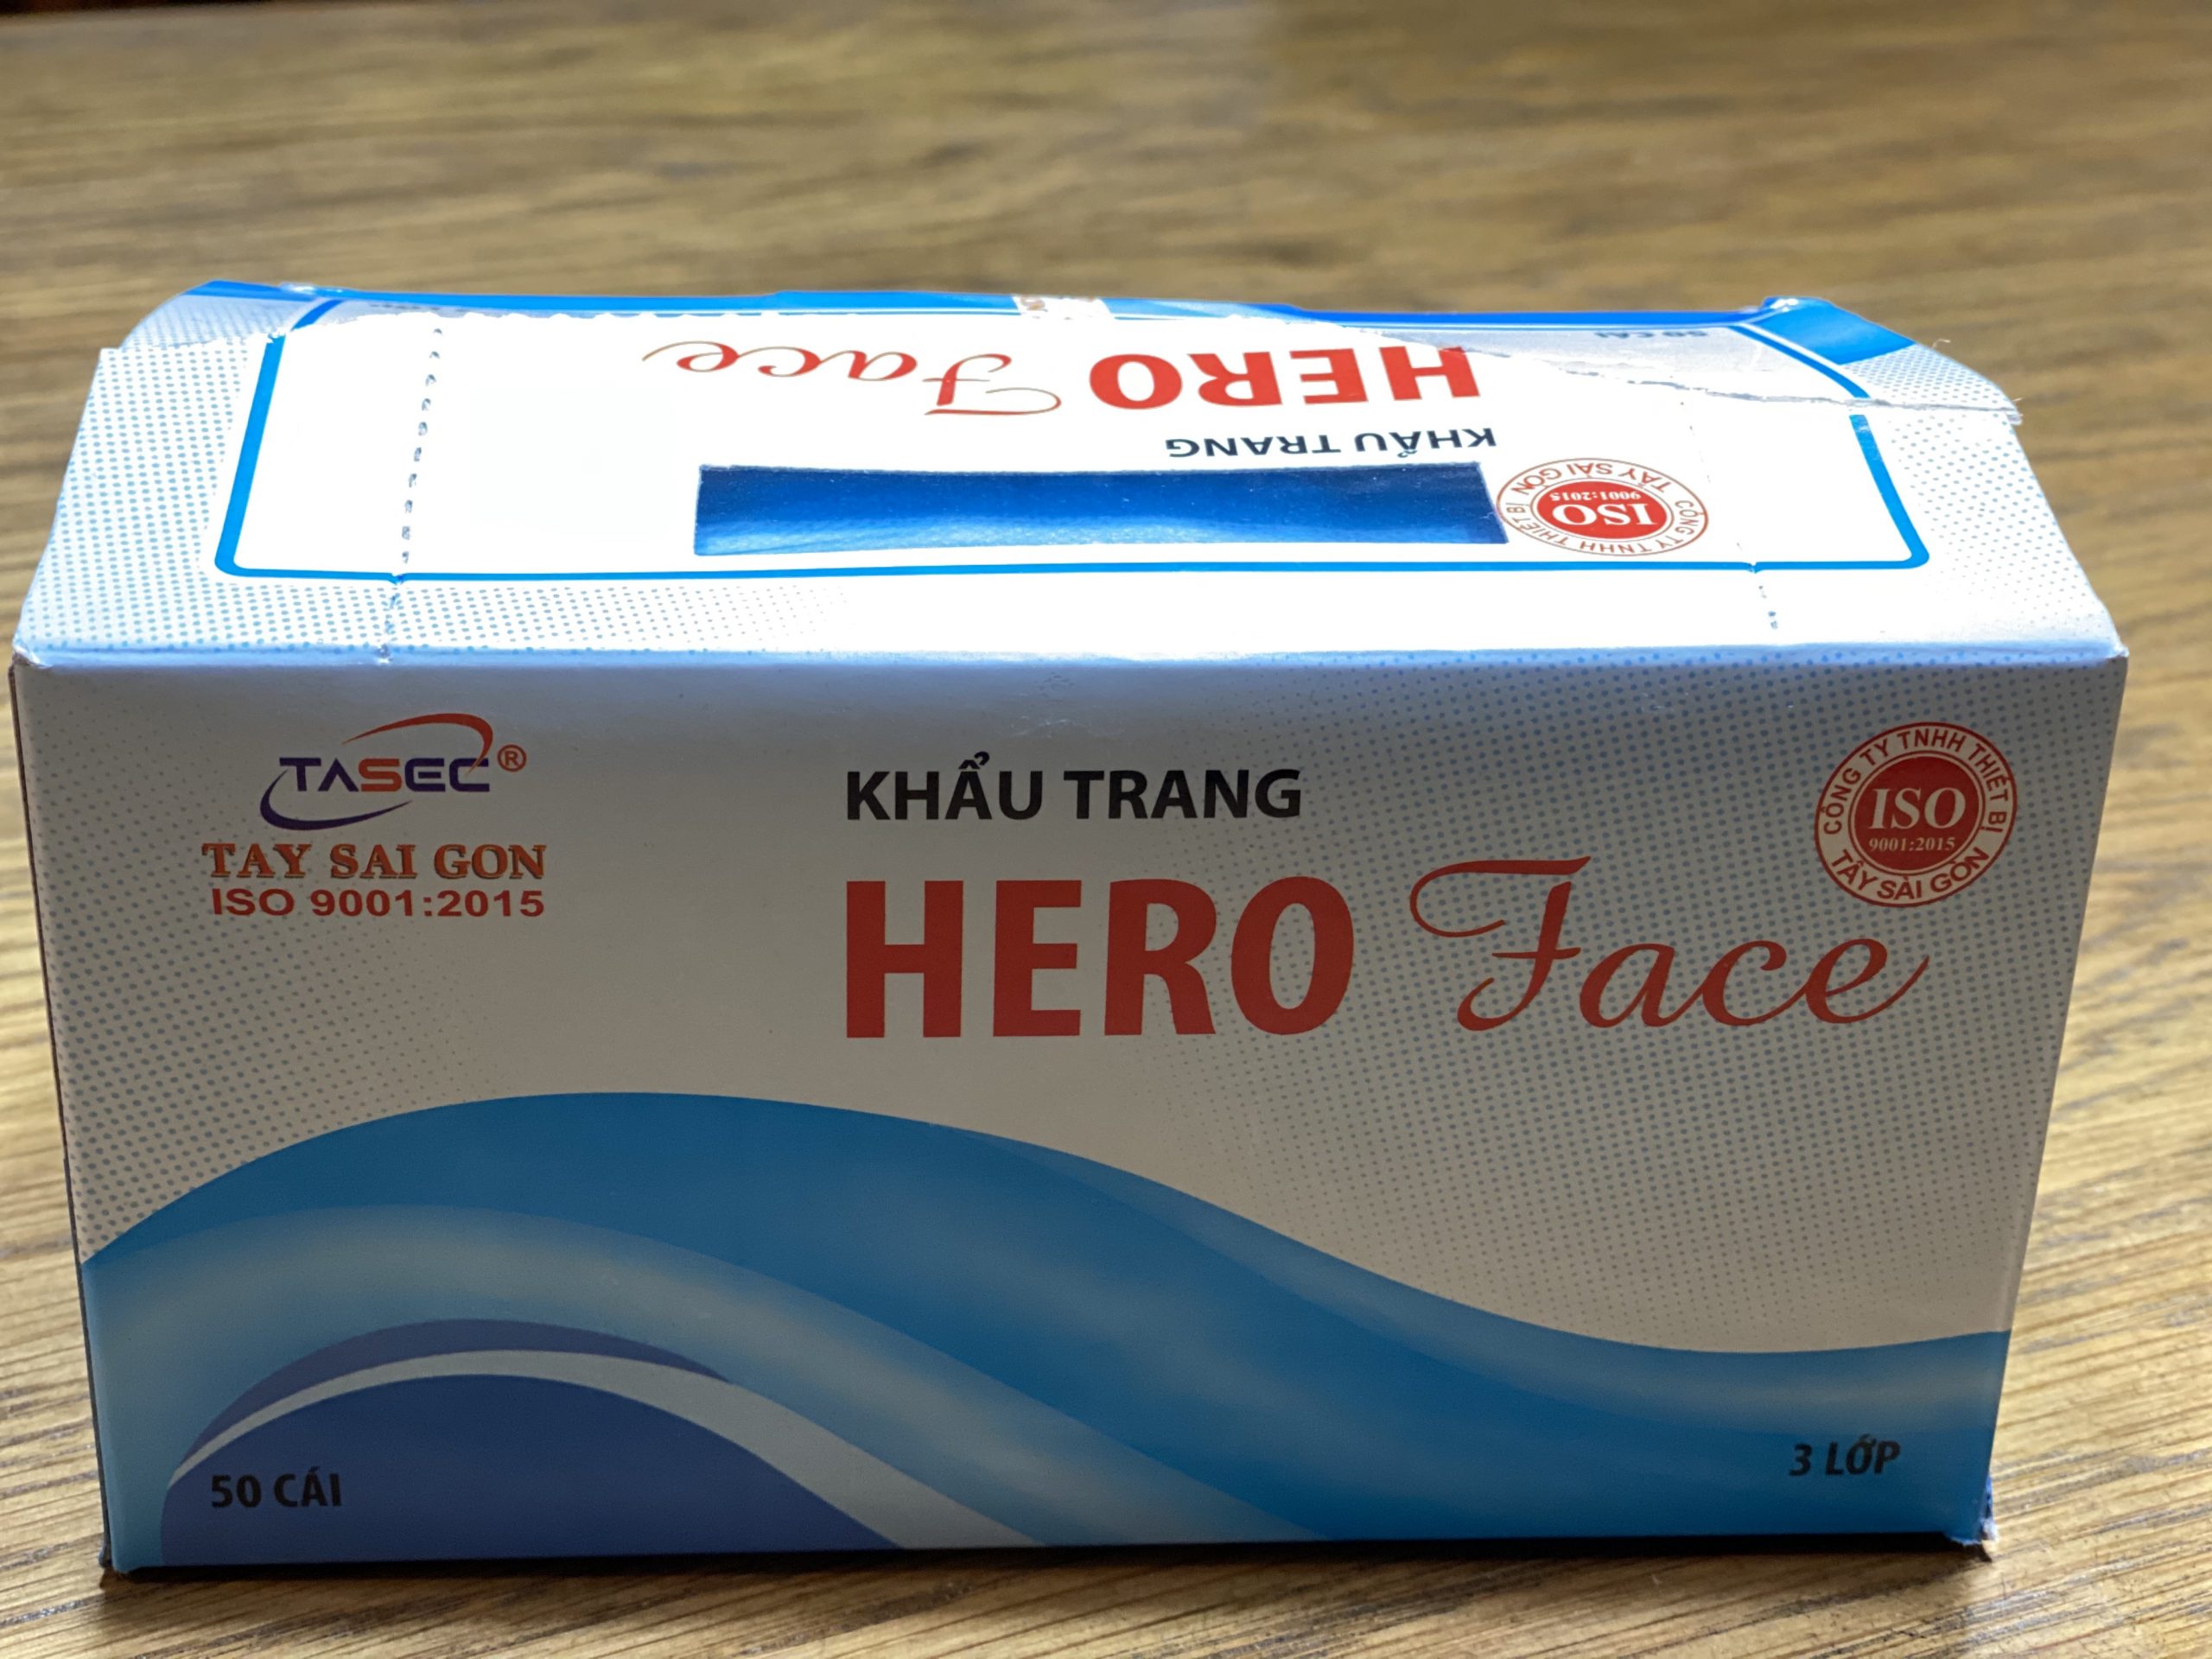 HERO Face
KHẨU TRANG
CÔNG TY TNHH THIẾT BỊ TÂY SÀI GÒN
ISO
9001:2015
50 CÁI
TASEC®
TAY SAI GON
ISO 9001:2015
KHẨU TRANG
HERO Face
CÔNG TY TNHH THIẾT BỊ TÂY SÀI GÒN
ISO
9001:2015
50 CÁI
3 LỚP